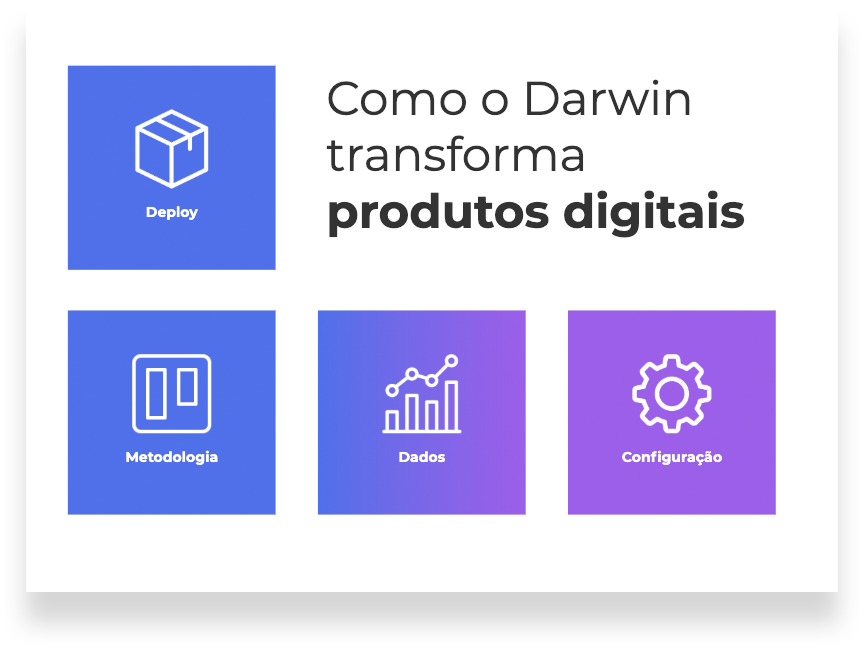 Como o Darwin
transforma
produtos digitais
Deploy
Metodologia
Dados
Configuração